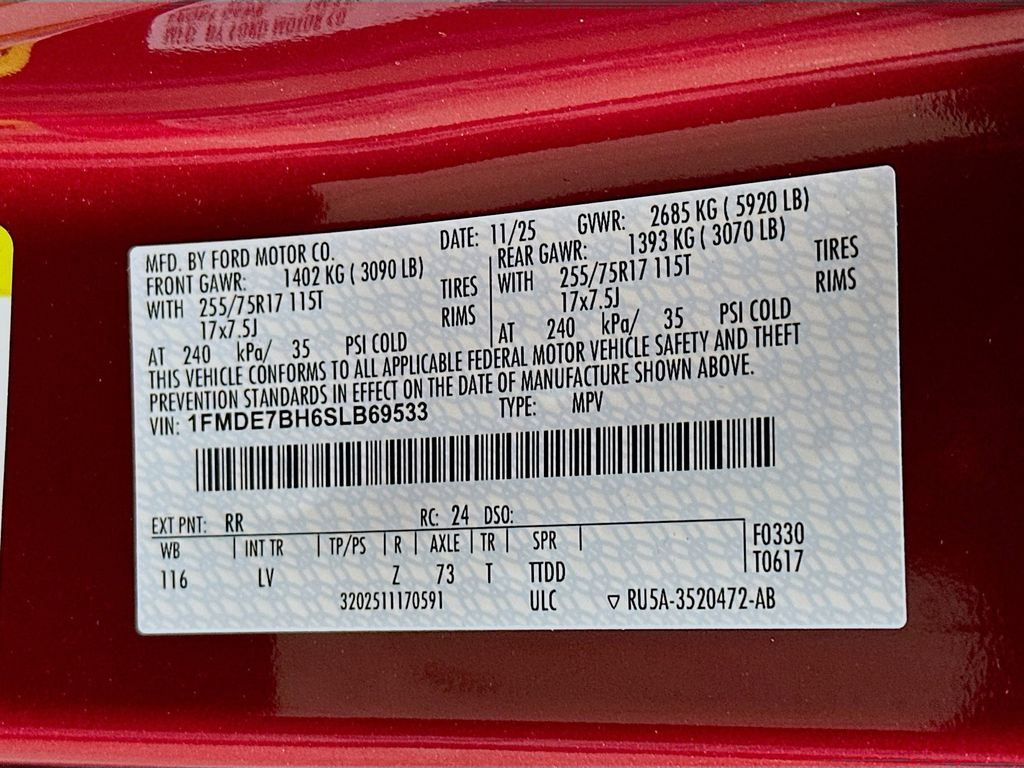 MFD. BY FORD MOTOR CO.
DATE: 11/25 GVWR: 2685 KG ( 5920 LB)
FRONT GAWR: 1402 KG ( 3090 LB)
WITH 255/75R17 115T TIRES
17x7.5J RIMS
AT 240 kPa/ 35 PSI COLD
REAR GAWR: 1393 KG ( 3070 LB)
WITH 255/75R17 115T TIRES
17x7.5J RIMS
AT 240 kPa/ 35 PSI COLD
THIS VEHICLE CONFORMS TO ALL APPLICABLE FEDERAL MOTOR VEHICLE SAFETY AND THEFT
PREVENTION STANDARDS IN EFFECT ON THE DATE OF MANUFACTURE SHOWN ABOVE.
VIN: 1FMDE7BH6SLB69533 TYPE: MPV
EXT PNT: RR RC: 24 DSO:
WB INT TR TP/PS R AXLE TR SPR
116 LV Z 73 T TTDD
F0330
T0617
3202511170591 ULC ▽ RU5A-3520472-AB